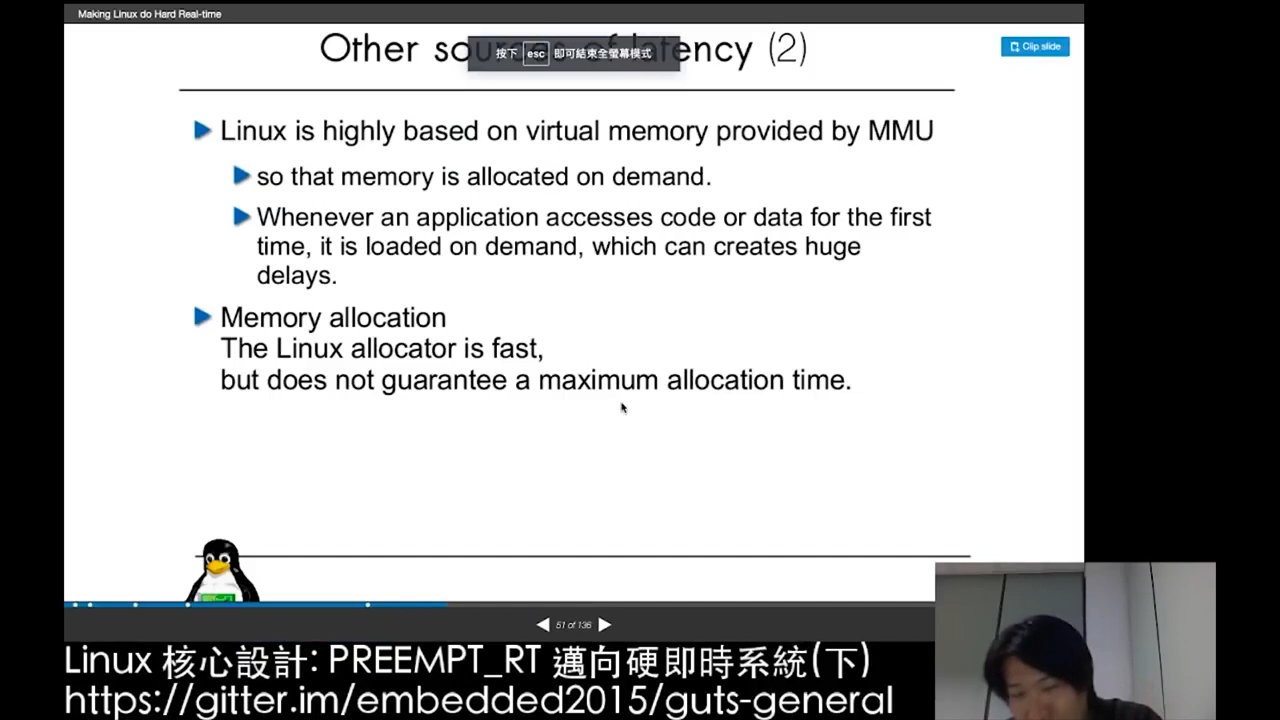 Making Linux do Hard Real-time
Other sources of latency (2)
按下 esc 即可結束全螢幕模式
Clip slide
Linux is highly based on virtual memory provided by MMU
so that memory is allocated on demand.
Whenever an application accesses code or data for the first
time, it is loaded on demand, which can creates huge
delays.
Memory allocation
The Linux allocator is fast,
but does not guarantee a maximum allocation time.
51 of 136
Linux 核心設計: PREEMPT_RT 邁向硬即時系統(下)
https://gitter.im/embedded2015/guts-general